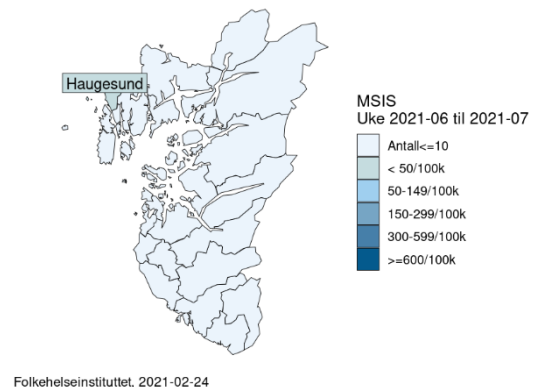 Haugesund
MSIS
Uke 2021-06 til 2021-07
Antall<=10
< 50/100k
50-149/100k
150-299/100k
300-599/100k
>=600/100k
Folkehelseinstituttet, 2021-02-24